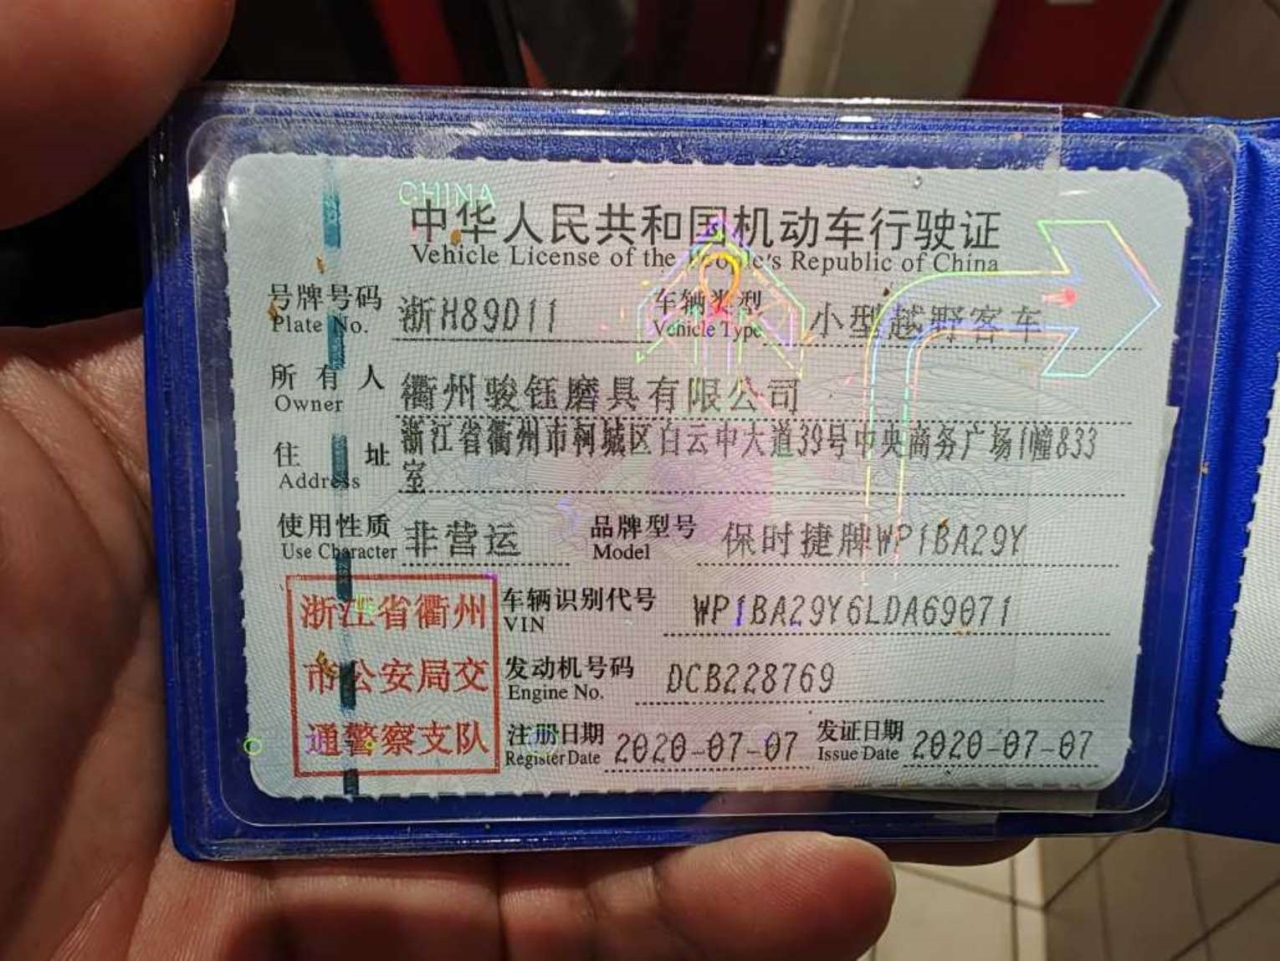 CHINA
中华人民共和国机动车行驶证
Vehicle License of the People's Republic of China
号牌号码 浙H89D11 车辆类型 小型越野客车
Plate No. Vehicle Type
所有人 衢州骏钰磨具有限公司
Owner
住址 浙江省衢州市柯城区白云中大道39号中央商务广场1幢833
Address 室
使用性质 非营运 品牌型号 保时捷牌WP1BA29Y
Use Character Model
浙江省衢州 车辆识别代号 WP1BA29Y6LDA69071
VIN
市公安局交 发动机号码 DCB228769
Engine No.
通警察支队 注册日期 2020-07-07 发证日期 2020-07-07
Register Date Issue Date